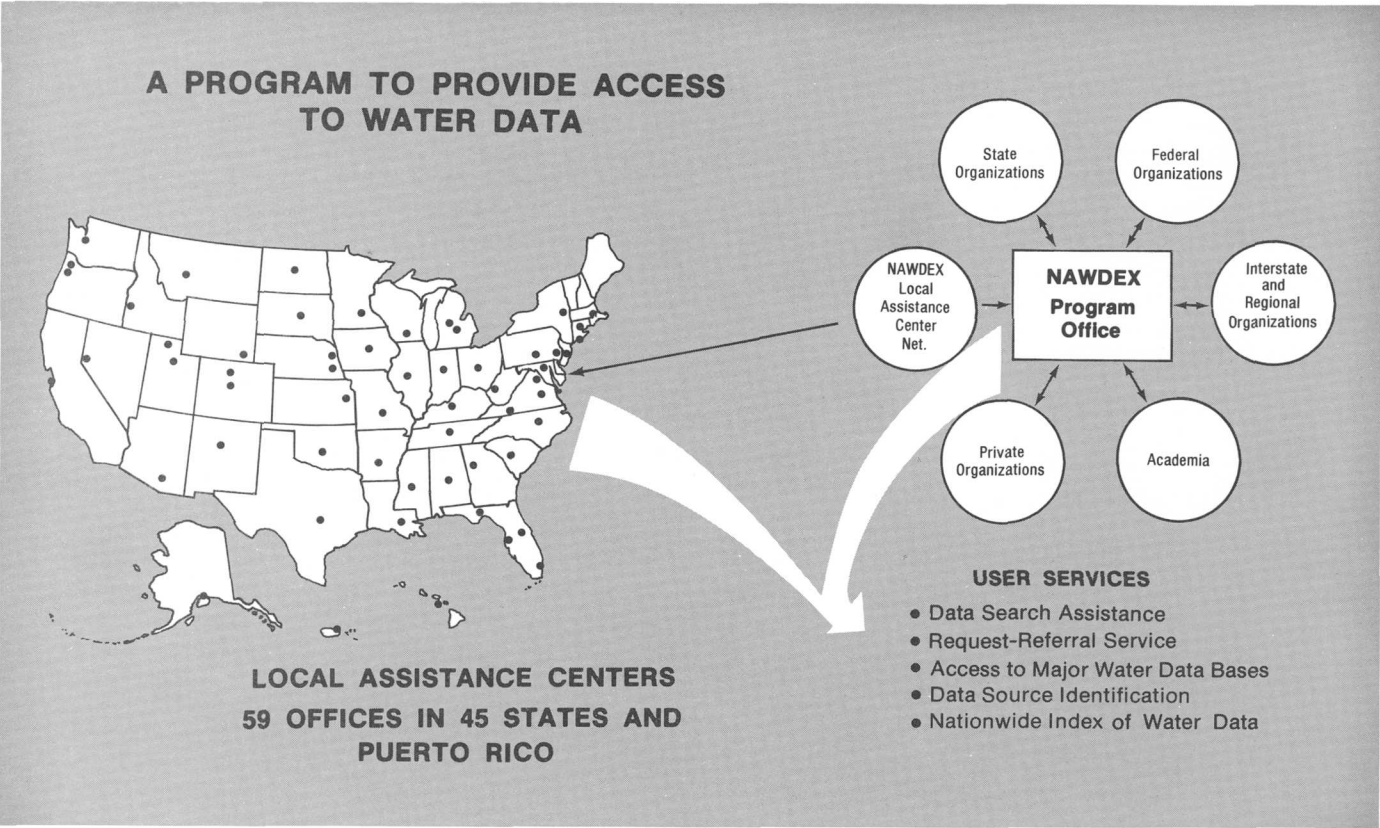 A PROGRAM TO PROVIDE ACCESS
TO WATER DATA
State
Organizations
Federal
Organizations
NAWDEX
Local
Assistance
Center
Net.
NAWDEX
Program
Office
Interstate
and
Regional
Organizations
Private
Organizations
Academia
LOCAL ASSISTANCE CENTERS
59 OFFICES IN 45 STATES AND
PUERTO RICO
USER SERVICES
• Data Search Assistance
• Request-Referral Service
• Access to Major Water Data Bases
• Data Source Identification
• Nationwide Index of Water Data